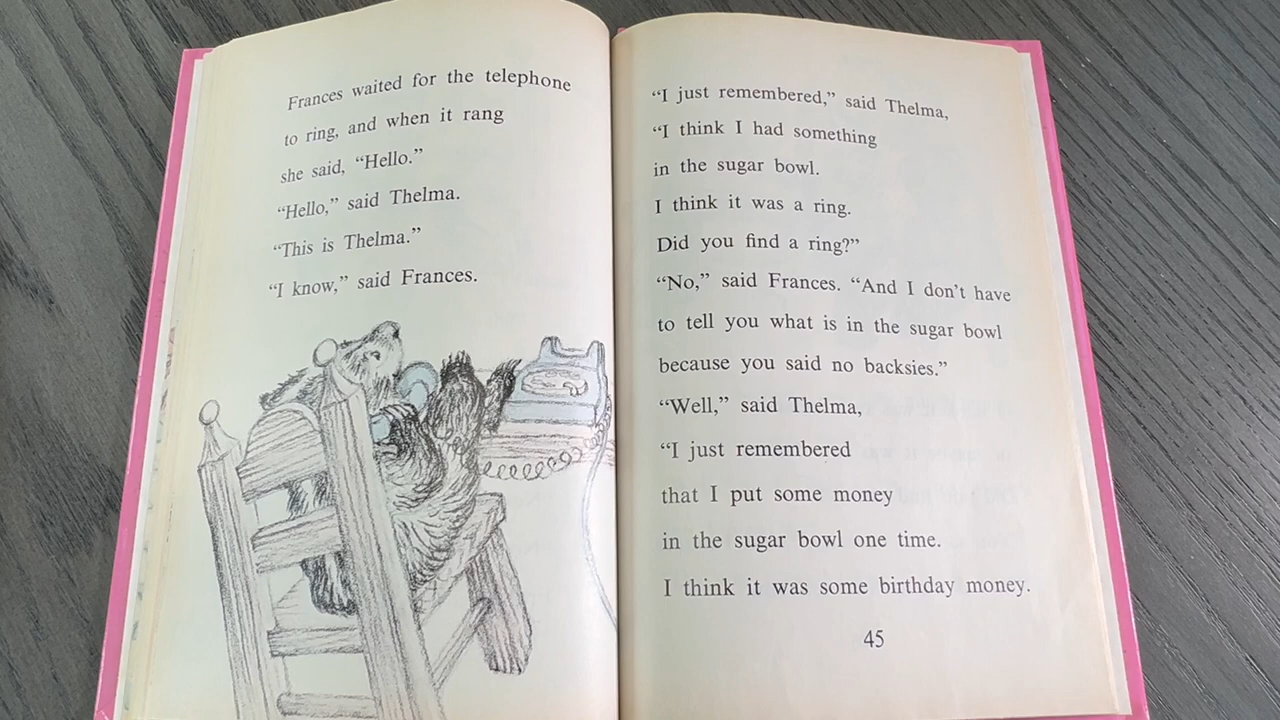 Frances waited for the telephone
to ring, and when it rang
she said, “Hello.”
“Hello,” said Thelma.
“This is Thelma.”
“I know,” said Frances.
“I just remembered,” said Thelma,
“I think I had something
in the sugar bowl.
I think it was a ring.
Did you find a ring?”
“No,” said Frances. “And I don’t have
to tell you what is in the sugar bowl
because you said no backsies.”
“Well,” said Thelma,
“I just remembered
that I put some money
in the sugar bowl one time.
I think it was some birthday money.
45